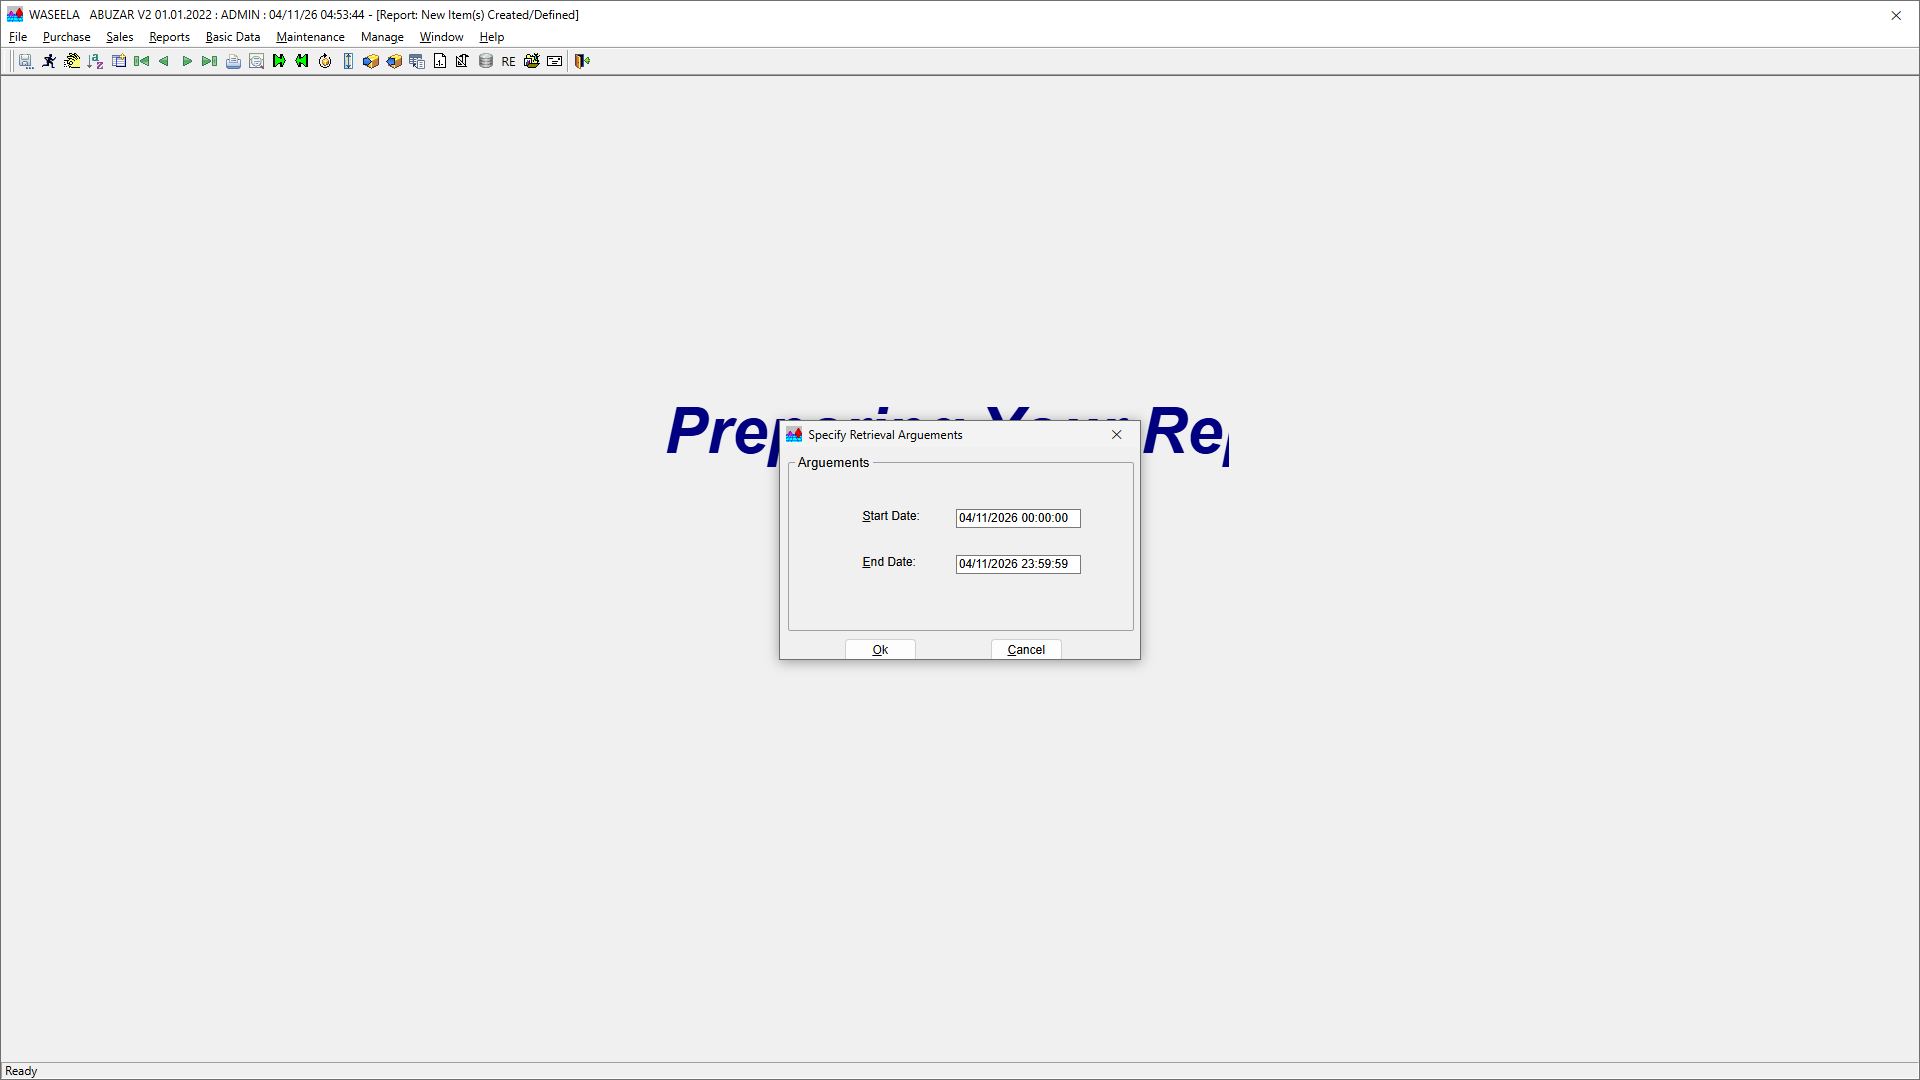 WASEELA ABUZAR V2 01.01.2022 : ADMIN : 04/11/26 04:53:44 - [Report: New Item(s) Created/Defined]
File Purchase Sales Reports Basic Data Maintenance Manage Window Help
RE
Specify Retrieval Arguements
Arguements
Start Date: 04/11/2026 00:00:00
End Date: 04/11/2026 23:59:59
Ok Cancel
Ready